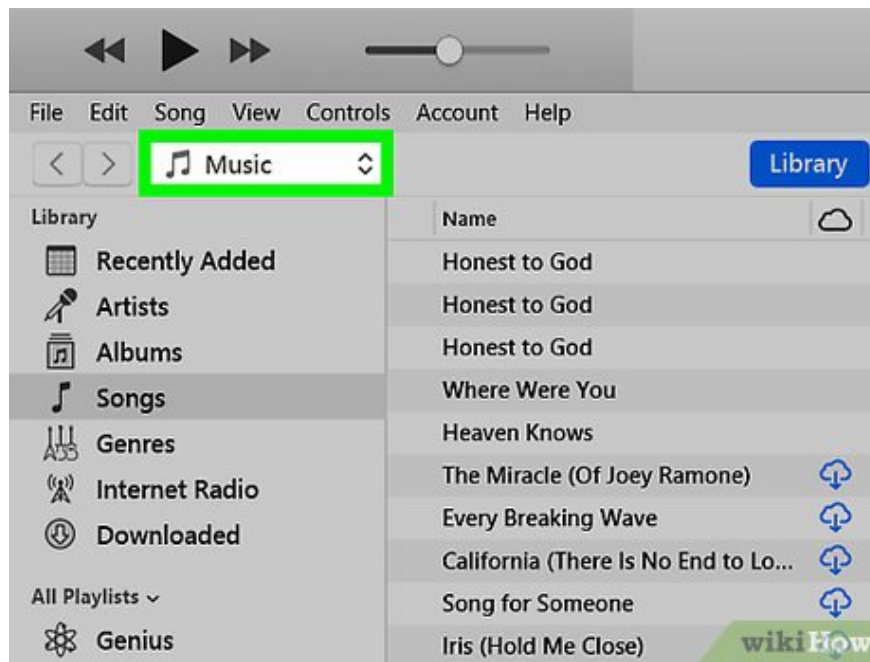 File Edit Song View Controls Account Help
Music
Library
Library
Recently Added
Artists
Albums
Songs
Genres
Internet Radio
Downloaded
All Playlists
Genius
Name
Honest to God
Honest to God
Honest to God
Where Were You
Heaven Knows
The Miracle (Of Joey Ramone)
Every Breaking Wave
California (There Is No End to Lo...
Song for Someone
Iris (Hold Me Close)
wikiHow